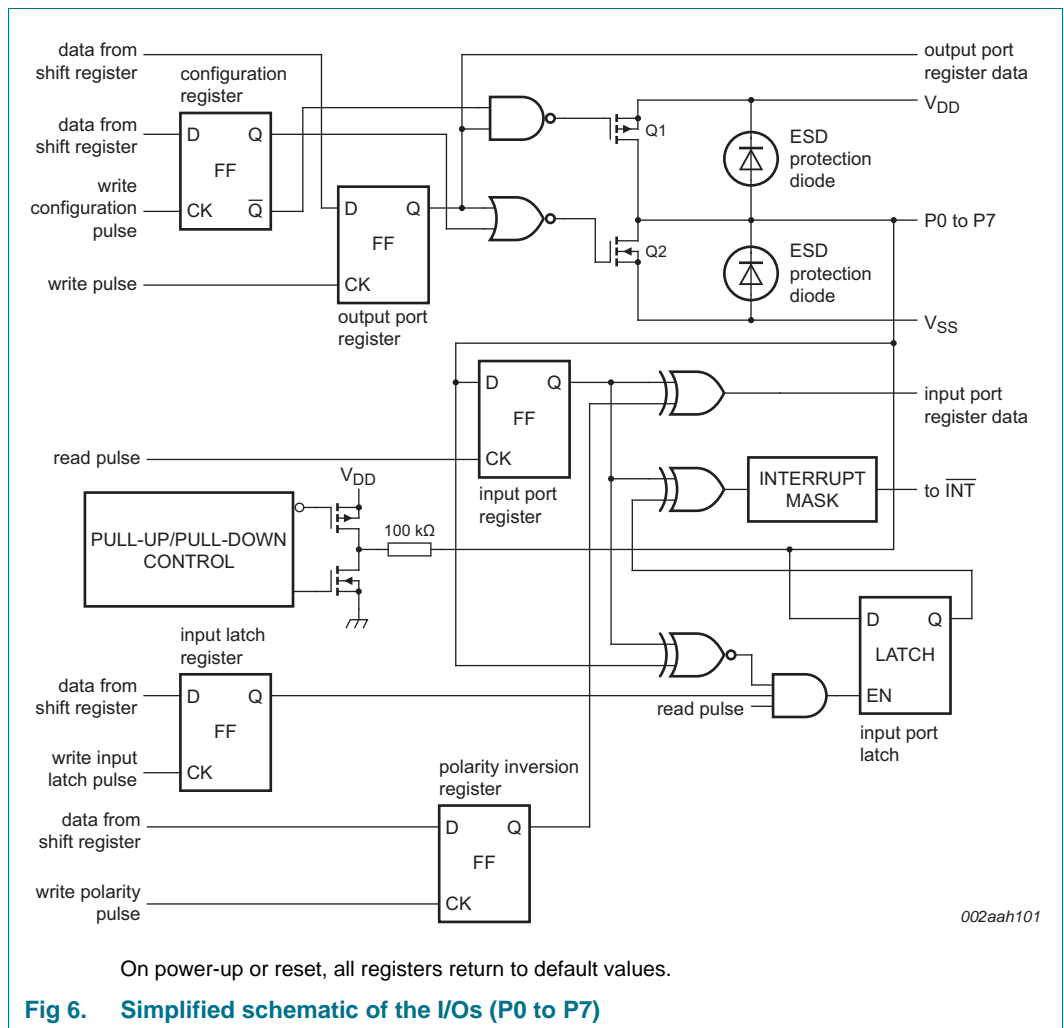 data from
shift register
configuration
register
data from
shift register
D Q
FF
CK Q
write
configuration
pulse
write pulse
D Q
FF
CK
output port
register
output port
register data
VDD
Q1
ESD
protection
diode
P0 to P7
Q2
ESD
protection
diode
VSS
D Q
FF
CK
read pulse
input port
register
input port
register data
INTERRUPT
MASK
to INT
VDD
PULL-UP/PULL-DOWN
CONTROL
100 kΩ
input latch
register
data from
shift register
D Q
FF
CK
write input
latch pulse
read pulse
D Q
LATCH
EN
input port
latch
polarity inversion
register
data from
shift register
D Q
FF
CK
write polarity
pulse
002aah101
On power-up or reset, all registers return to default values.
Fig 6. Simplified schematic of the I/Os (P0 to P7)